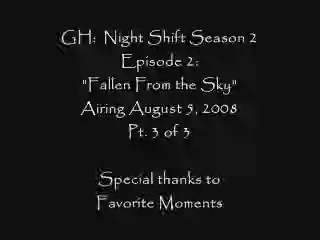 GH: Night Shift Season 2
Episode 2:
"Fallen From the Sky"
Airing August 5, 2008
Pt. 3 of 3
Special thanks to
Favorite Moments